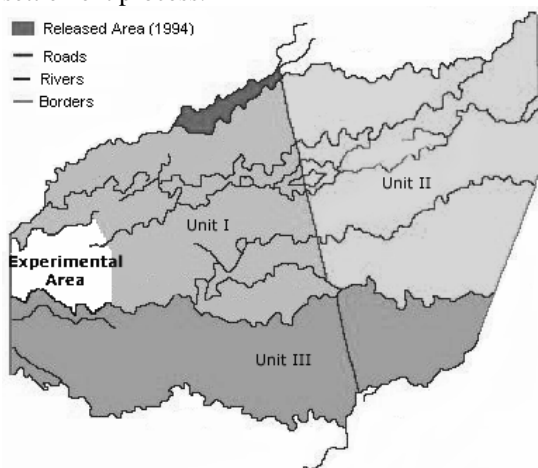 Released Area (1994)
Roads
Rivers
Borders
Unit II
Unit I
Experimental
Area
Unit III